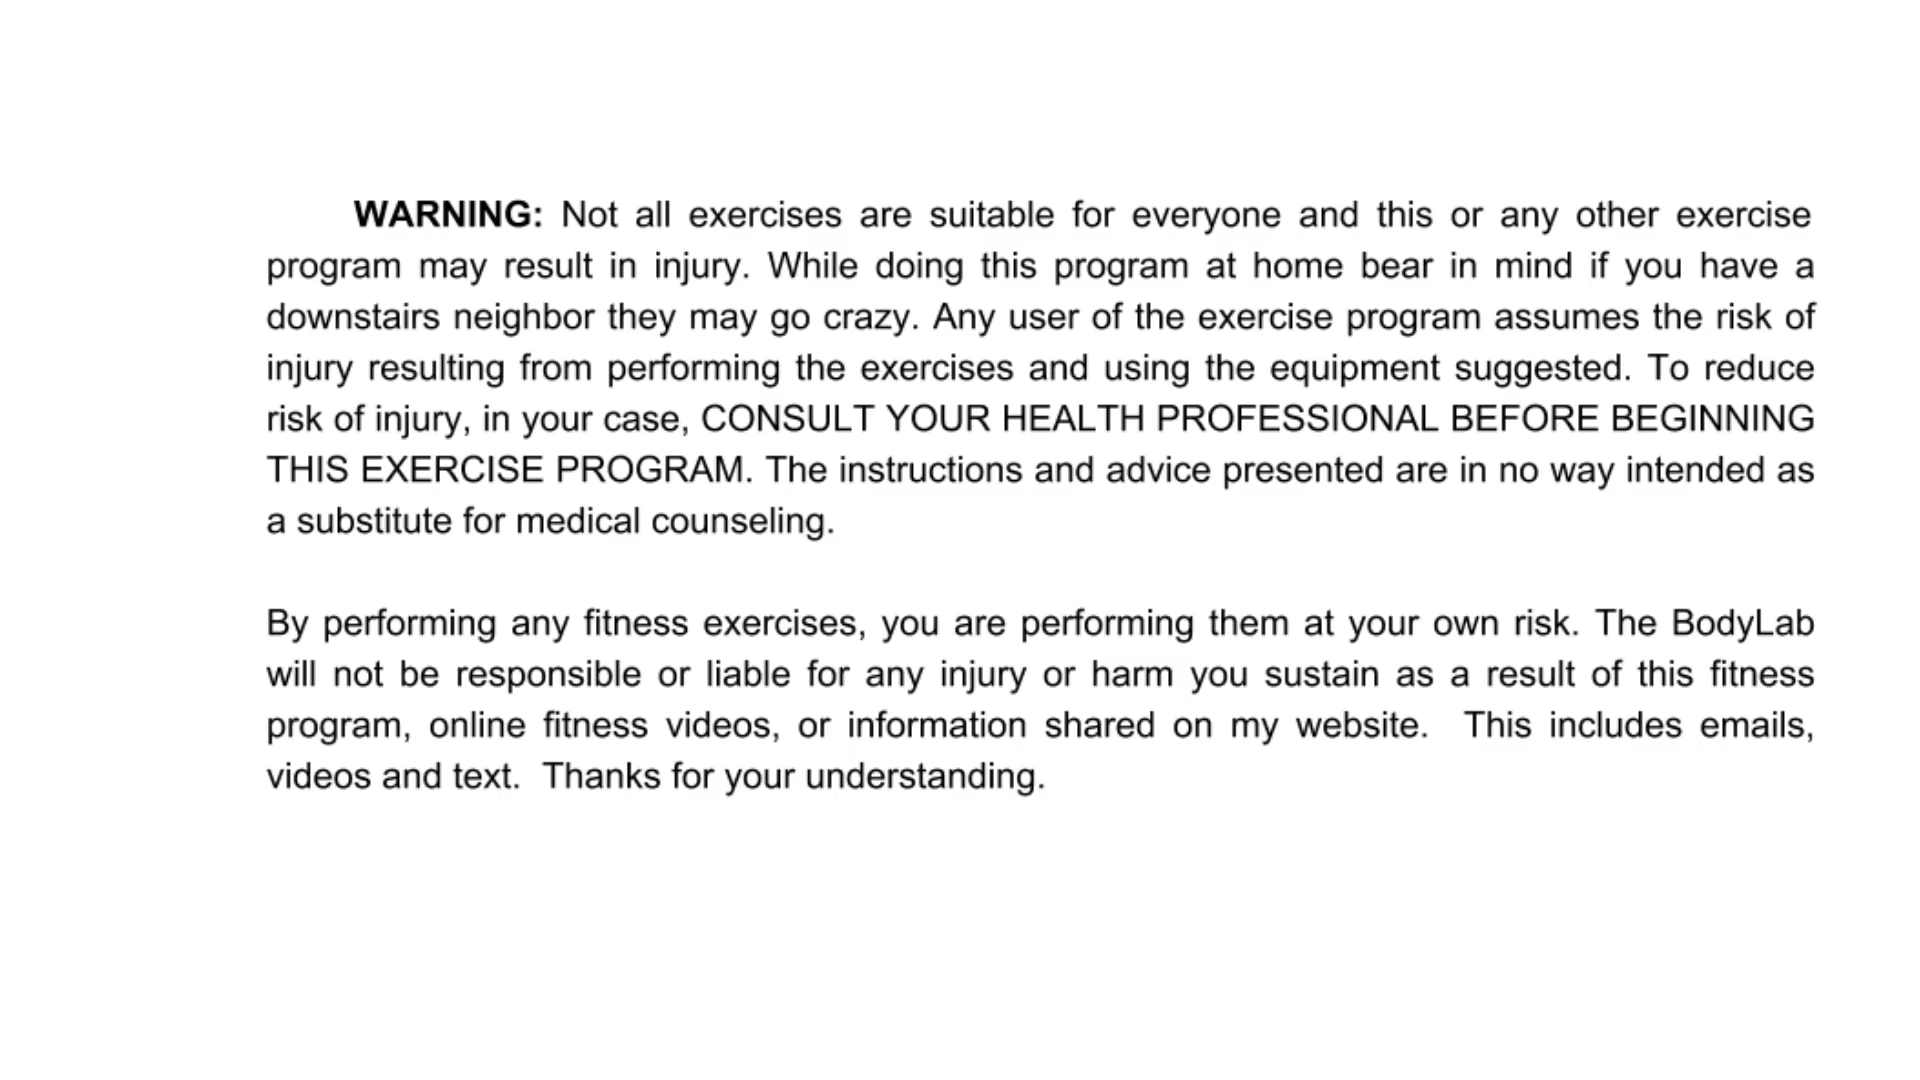 WARNING: Not all exercises are suitable for everyone and this or any other exercise
program may result in injury. While doing this program at home bear in mind if you have a
downstairs neighbor they may go crazy. Any user of the exercise program assumes the risk of
injury resulting from performing the exercises and using the equipment suggested. To reduce
risk of injury, in your case, CONSULT YOUR HEALTH PROFESSIONAL BEFORE BEGINNING
THIS EXERCISE PROGRAM. The instructions and advice presented are in no way intended as
a substitute for medical counseling.
By performing any fitness exercises, you are performing them at your own risk. The BodyLab
will not be responsible or liable for any injury or harm you sustain as a result of this fitness
program, online fitness videos, or information shared on my website.  This includes emails,
videos and text.  Thanks for your understanding.